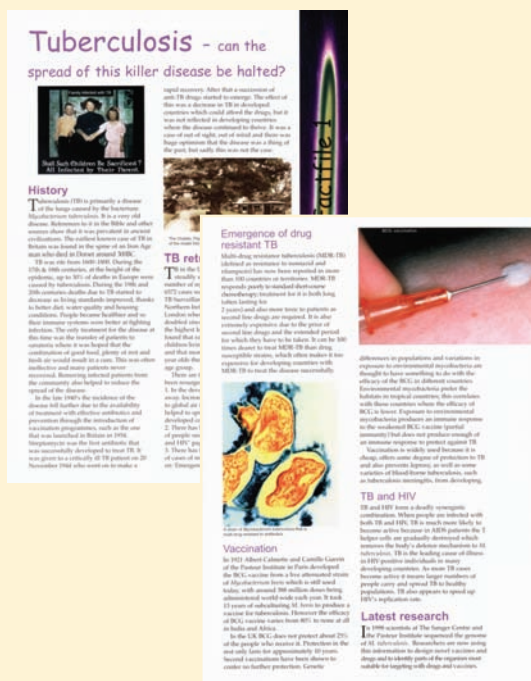 Tuberculosis – can the
spread of this killer disease be halted?
Shall Such Children Be Sacrificed?
All Infected by Their Parent.
rapid recovery. After that a succession of
anti-TB drugs started to emerge. The effect of
this was a decrease in TB in developed
countries which could afford the drugs, but it
was not reflected in developing countries
where the disease continued to thrive. It was a
case of out of sight, out of mind and there was
huge optimism that the disease was a thing of
the past, but sadly this was not the case.
factfile 1
History
Tuberculosis (TB) is primarily a disease
of the lungs caused by the bacterium
Mycobacterium tuberculosis. It is a very old
disease. References to it in the Bible and other
sources show that it was prevalent in ancient
civilisations. The earliest known case of TB in
Britain was found in the spine of an Iron Age
man who died in Dorset around
TB was rife from 1600-1800. During the
17th & 18th centuries, at the height of the
epidemic, up to 30% of deaths in Europe were
caused by tuberculosis. During the 19th and
20th centuries deaths due to TB started to
decrease as living standards improved, thanks
to better diet, water quality and housing
conditions. People became healthier and so
their immune systems were better at fighting
infection. The only treatment for the disease at
this time was the transfer of patients to
sanatoria where it was hoped that the
combination of good food, plenty of rest and
fresh air would result in a cure. This was often
ineffective and many patients never
recovered. Removing infected patients from
the community also helped to reduce the
spread of the disease.
In the late 1940's the incidence of the
disease fell further due to the availability
of treatment with effective antibiotics and
prevention through the introduction of
vaccination programmes, such as the one
that was launched in Britain in 1954.
Streptomycin was the first antibiotic that
was successfully developed to treat TB. It
was given to a critically ill TB patient on 20
November 1944 who went on to make a
TB ret
Emergence of drug
resistant TB
Multi-drug resistant tuberculosis (MDR-TB)
(defined as resistance to isoniazid and
rifampicin) has now been reported in more
than 100 countries or territories. MDR-TB
responds poorly to standard short-course
chemotherapy; treatment for it is both long
(often lasting for
2 years) and also more toxic to patients as
second line drugs are required. It is also
extremely expensive due to the price of
second line drugs and the extended period
for which they have to be taken. It can be 100
times dearer to treat MDR-TB than drug
susceptible strains, which often makes it too
expensive for developing countries with
MDR-TB to treat the disease successfully.
Vaccination
In 1921 Albert Calmette and Camille Guerin
of the Pasteur Institute in Paris developed
the BCG vaccine from a live attenuated strain
of Mycobacterium bovis which is still used
today, with around 100 million doses being
administered world wide each year. It took
13 years of subculturing M. bovis to produce a
vaccine for tuberculosis. However the efficacy
of BCG vaccine varies from 80% to none at all
in India and Africa.
In the UK BCG does not protect about 25%
of the people who receive it. Protection in the
rest only lasts for approximately 10 years.
Second vaccinations have been shown to
confer no further protection. Genetic
BCG vaccination
differences in populations and variations in
exposure to environmental mycobacteria are
thought to have something to do with the
efficacy of the BCG in different countries.
Environmental mycobacteria prefer the
habitats in tropical countries; this correlates
with those countries where the efficacy of
BCG is lower. Exposure to environmental
mycobacteria produces an immune response
to the weakened BCG vaccine (partial
immunity) but does not produce enough of
an immune response to protect against TB.
Vaccination is widely used because it is
cheap, offers some degree of protection to TB
and also prevents leprosy, as well as some
varieties of blood-borne tuberculosis, such
as tuberculosis meningitis, from developing.
TB and HIV
TB and HIV form a deadly synergistic
combination. When people are infected with
both TB and HIV, TB is much more likely to
become active because in AIDS patients the T
helper cells are gradually destroyed which
removes the body's defence mechanism to M.
tuberculosis. TB is the leading cause of illness
in HIV positive individuals in many
developing countries. As more TB cases
become active it means larger numbers of
people carry and spread TB to healthy
populations. TB also appears to speed up
HIV's replication rate.
Latest research
In 1998 scientists at The Sanger Centre and
the Pasteur Institute sequenced the genome
of M. tuberculosis. Researchers are now using
this information to design novel vaccines and
drugs and to identify parts of the organism most
suitable for targeting with drugs and vaccines.